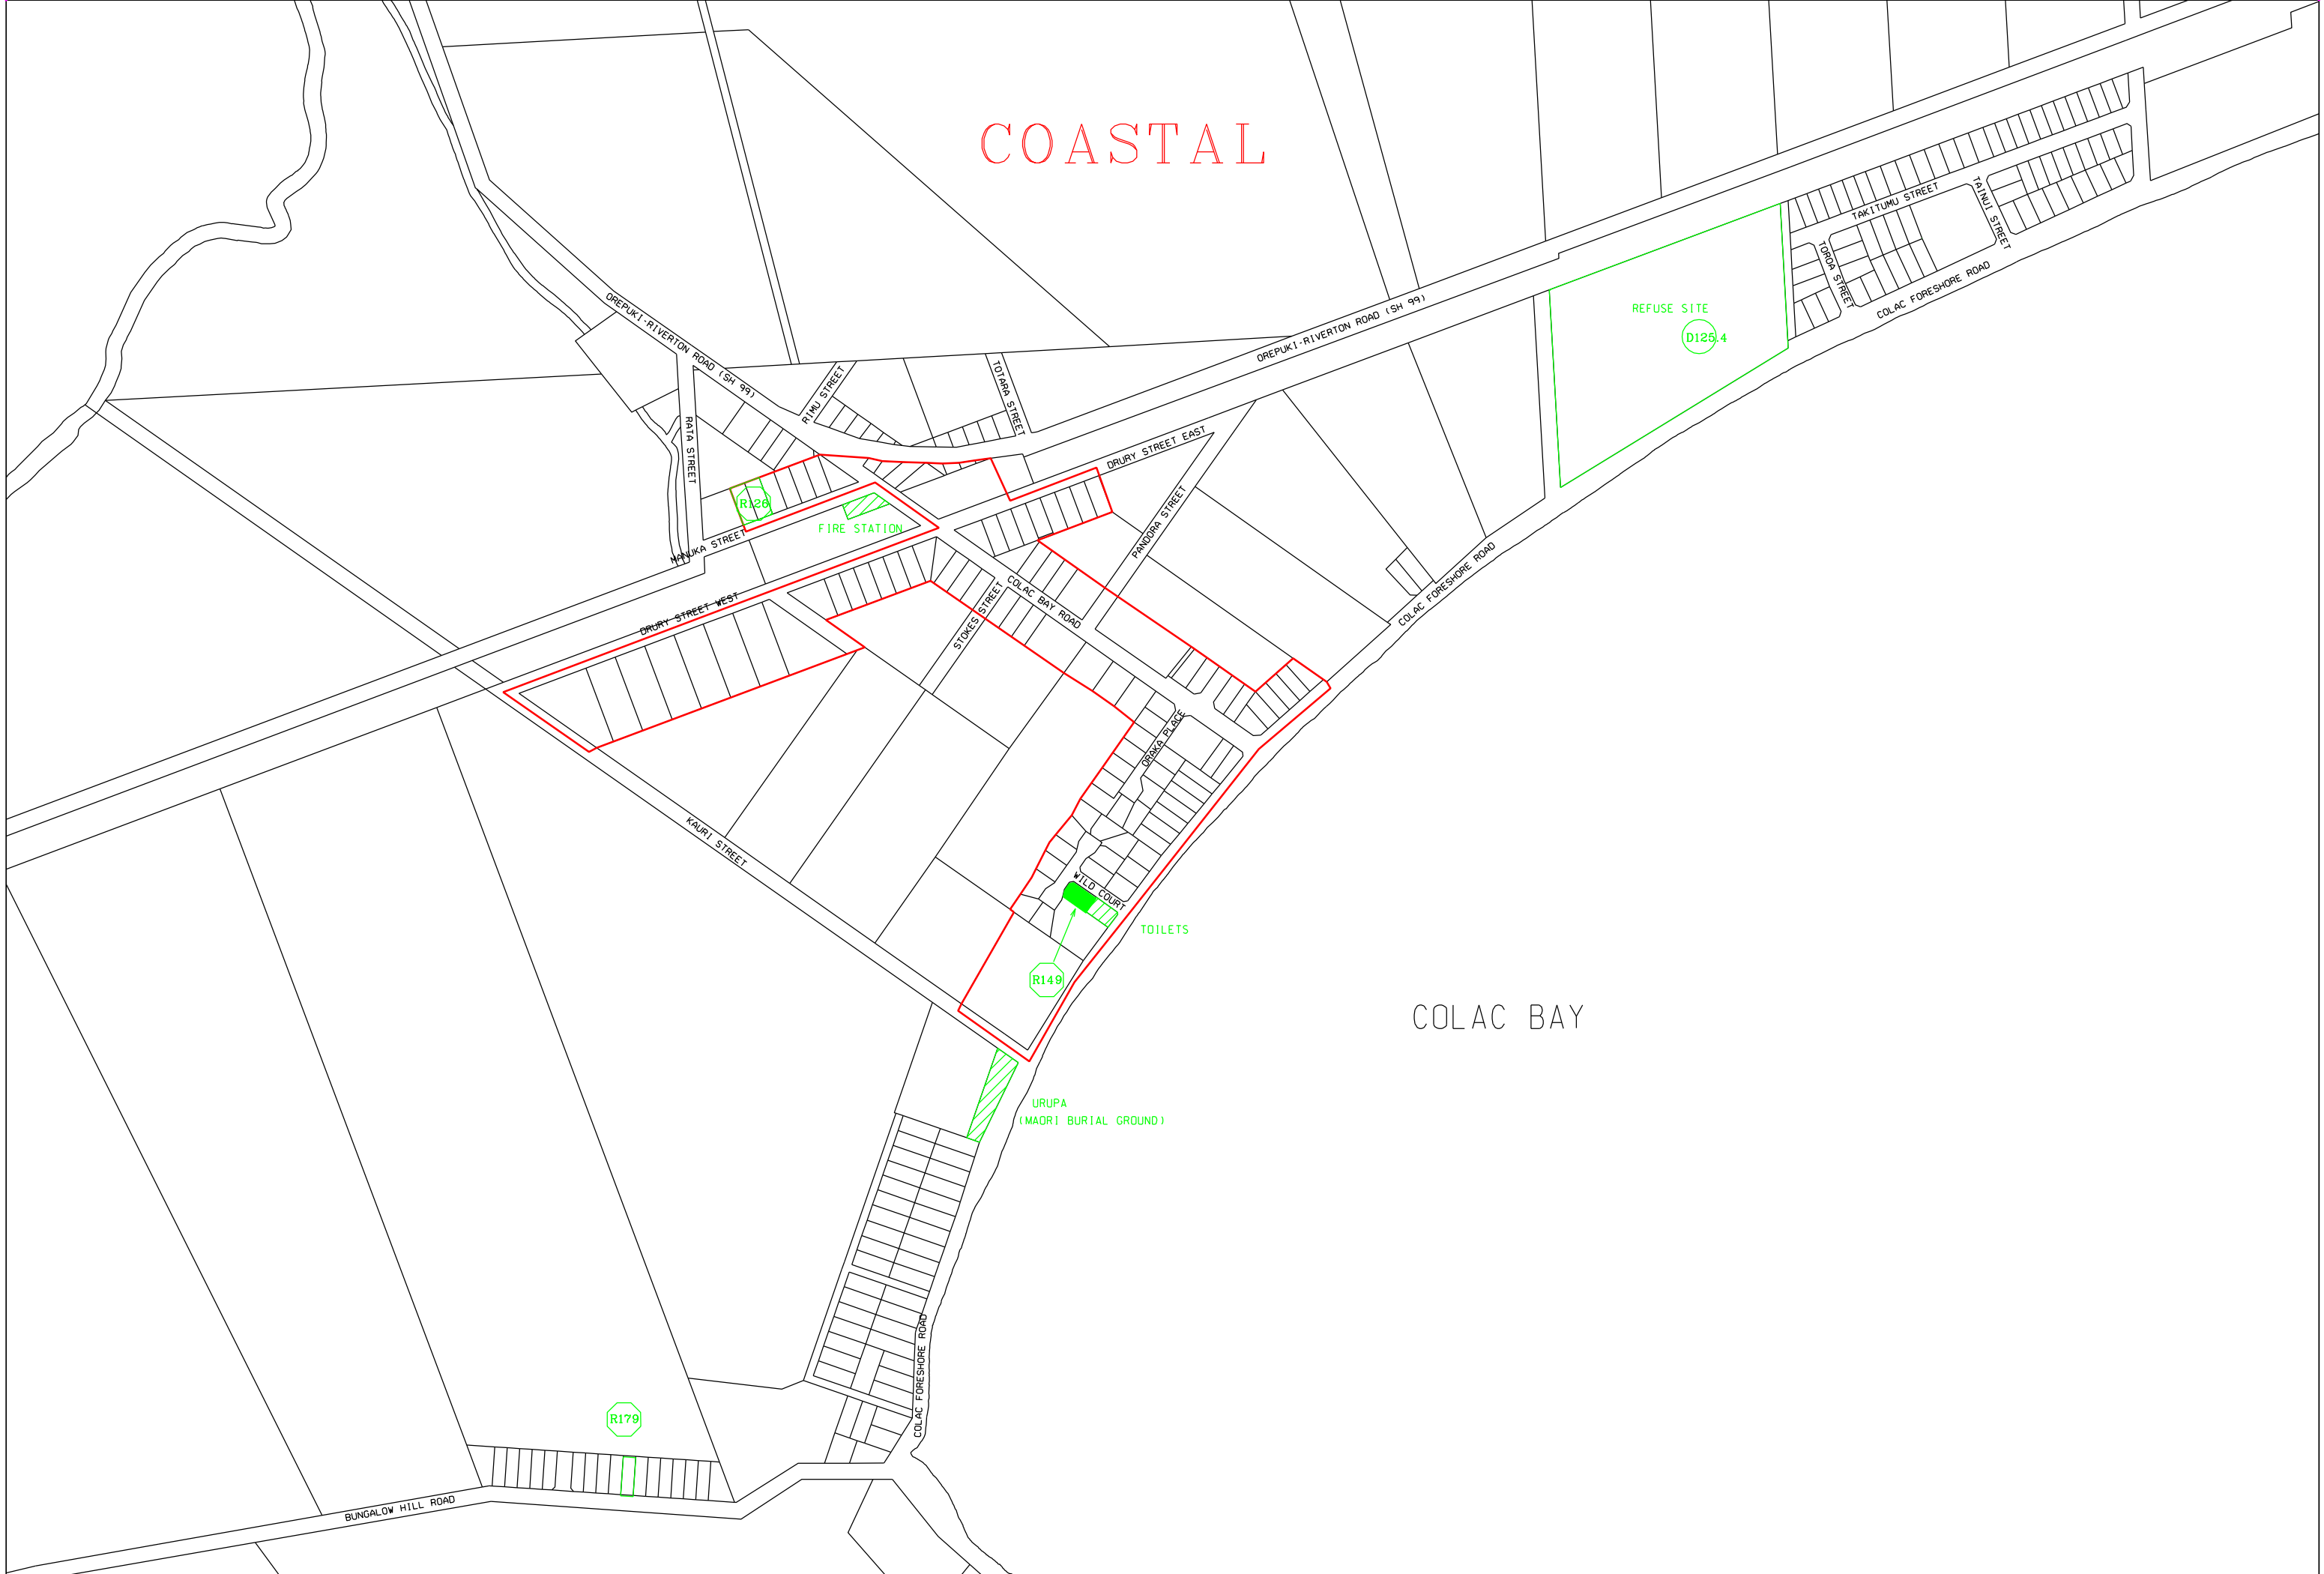 COASTAL
TAKITUMU STREET
TAINUI STREET
TOROA STREET
COLAC FORESHORE ROAD
OREPUKI-RIVERTON ROAD (SH 99)
OREPUKI-RIVERTON ROAD (SH 99)
REFUSE SITE
D125.4
RIMU STREET
TOTARA STREET
RATA STREET
DRURY STREET EAST
R126
FIRE STATION
MANUKA STREET
PANDORA STREET
COLAC FORESHORE ROAD
COLAC BAY ROAD
STOKES STREET
DRURY STREET WEST
ORAKA PLACE
KAURI STREET
WILD COURT
TOILETS
R149
COLAC BAY
URUPA
(MAORI BURIAL GROUND)
COLAC FORESHORE ROAD
R179
BUNGALOW HILL ROAD